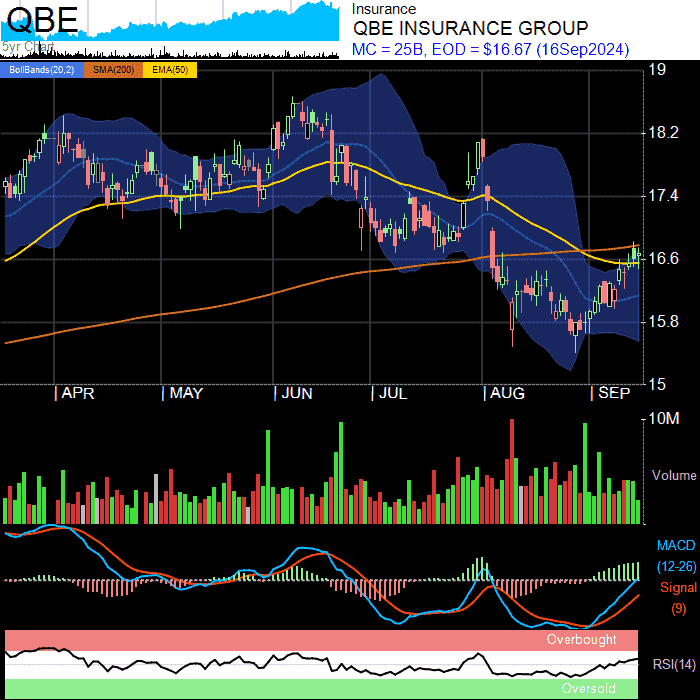 QBE
5yr Chart
Insurance
QBE INSURANCE GROUP
MC = 25B, EOD = $16.67 (16Sep2024)
BollBands(20,2) SMA(200) EMA(50)
19
18.2
17.4
16.6
15.8
15
| APR | MAY | JUN | JUL | AUG | SEP
10M
Volume
MACD
(12-26)
Signal
(9)
Overbought
RSI(14)
Oversold